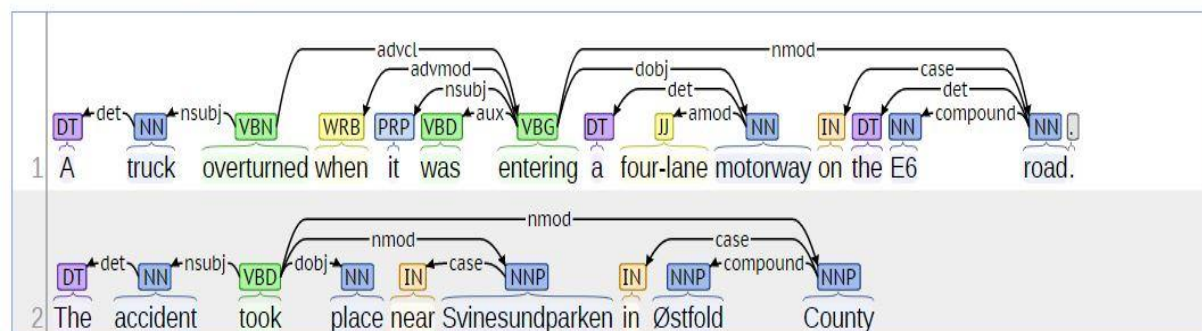 advcl nmod
advmod dobj case
nsubj det det
det nsubj aux amod compound
DT NN VBN WRB PRP VBD VBG DT JJ NN IN DT NN NN .
1 A truck overturned when it was entering a four-lane motorway on the E6 road.
nmod
nmod case
det nsubj dobj case compound
DT NN VBD NN IN NNP IN NNP NNP
2 The accident took place near Svinesundparken in Østfold County